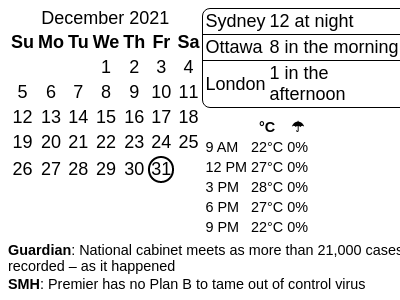 December 2021
Su Mo Tu We Th Fr Sa
1 2 3 4
5 6 7 8 9 10 11
12 13 14 15 16 17 18
19 20 21 22 23 24 25
26 27 28 29 30 31
Sydney 12 at night
Ottawa 8 in the morning
London 1 in the
afternoon
°C ☂
9 AM 22°C 0%
12 PM 27°C 0%
3 PM 28°C 0%
6 PM 27°C 0%
9 PM 22°C 0%
Guardian: National cabinet meets as more than 21,000 cases
recorded – as it happened
SMH: Premier has no Plan B to tame out of control virus